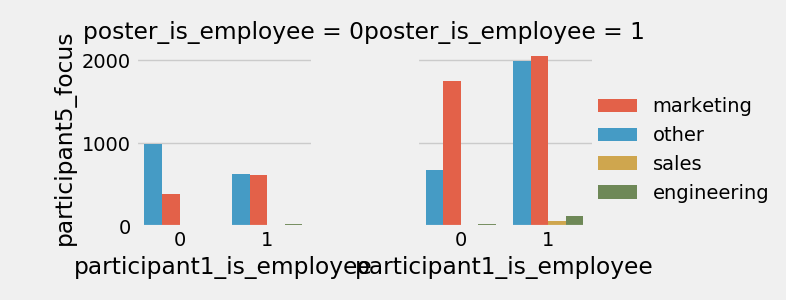 poster_is_employee = 0
poster_is_employee = 1
participant5_focus
2000
1000
0
0
1
0
1
participant1_is_employee
participant1_is_employee
marketing
other
sales
engineering